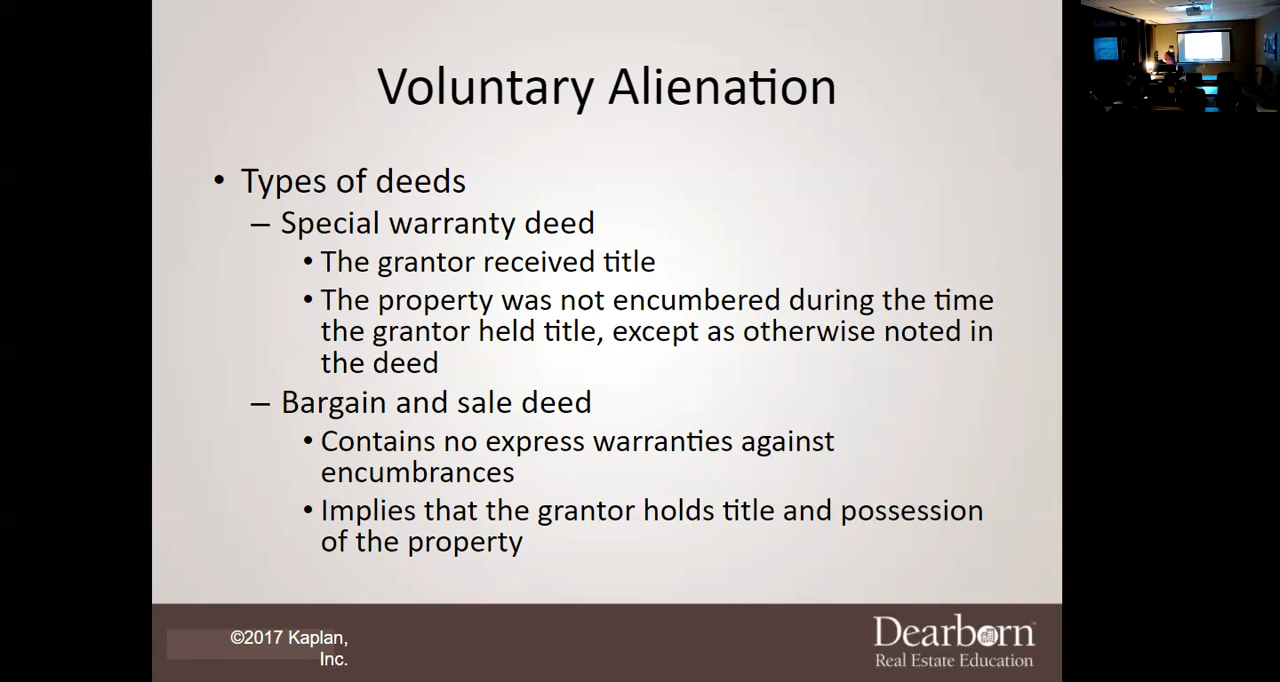 Voluntary Alienation
• Types of deeds
– Special warranty deed
• The grantor received title
• The property was not encumbered during the time
the grantor held title, except as otherwise noted in
the deed
– Bargain and sale deed
• Contains no express warranties against
encumbrances
• Implies that the grantor holds title and possession
of the property
©2017 Kaplan,
Inc.
Dearborn™
Real Estate Education